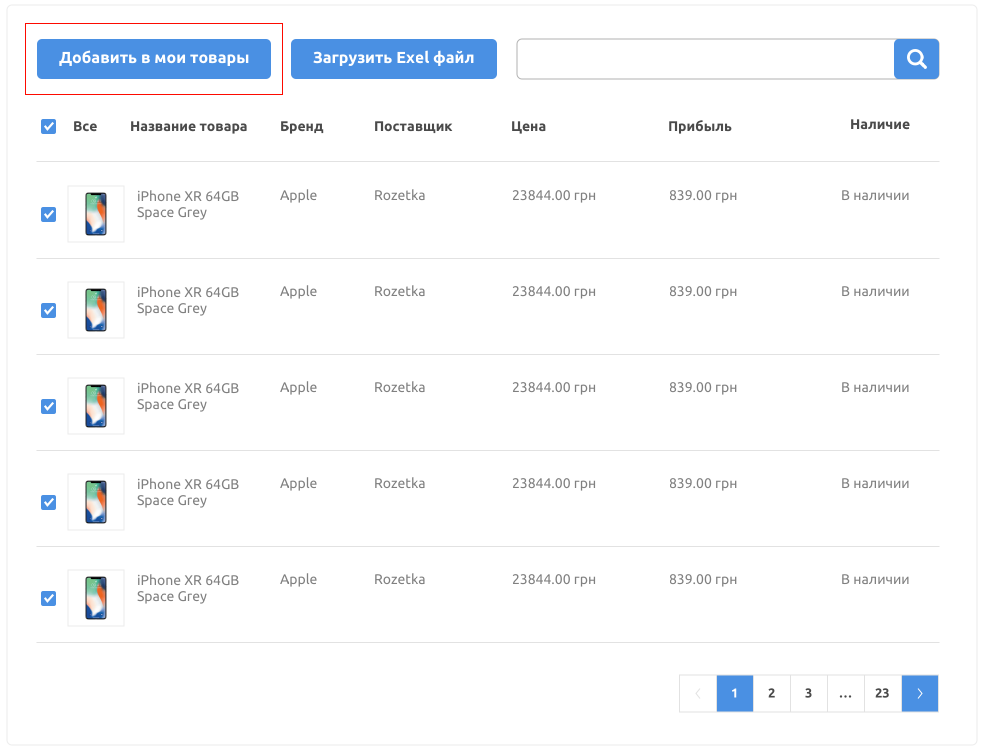 Добавить в мои товары Загрузить Exel файл
Все Название товара Бренд Поставщик Цена Прибыль Наличие
iPhone XR 64GB Apple Rozetka 23844.00 грн 839.00 грн В наличии
Space Grey
iPhone XR 64GB Apple Rozetka 23844.00 грн 839.00 грн В наличии
Space Grey
iPhone XR 64GB Apple Rozetka 23844.00 грн 839.00 грн В наличии
Space Grey
iPhone XR 64GB Apple Rozetka 23844.00 грн 839.00 грн В наличии
Space Grey
iPhone XR 64GB Apple Rozetka 23844.00 грн 839.00 грн В наличии
Space Grey
1 2 3 ... 23